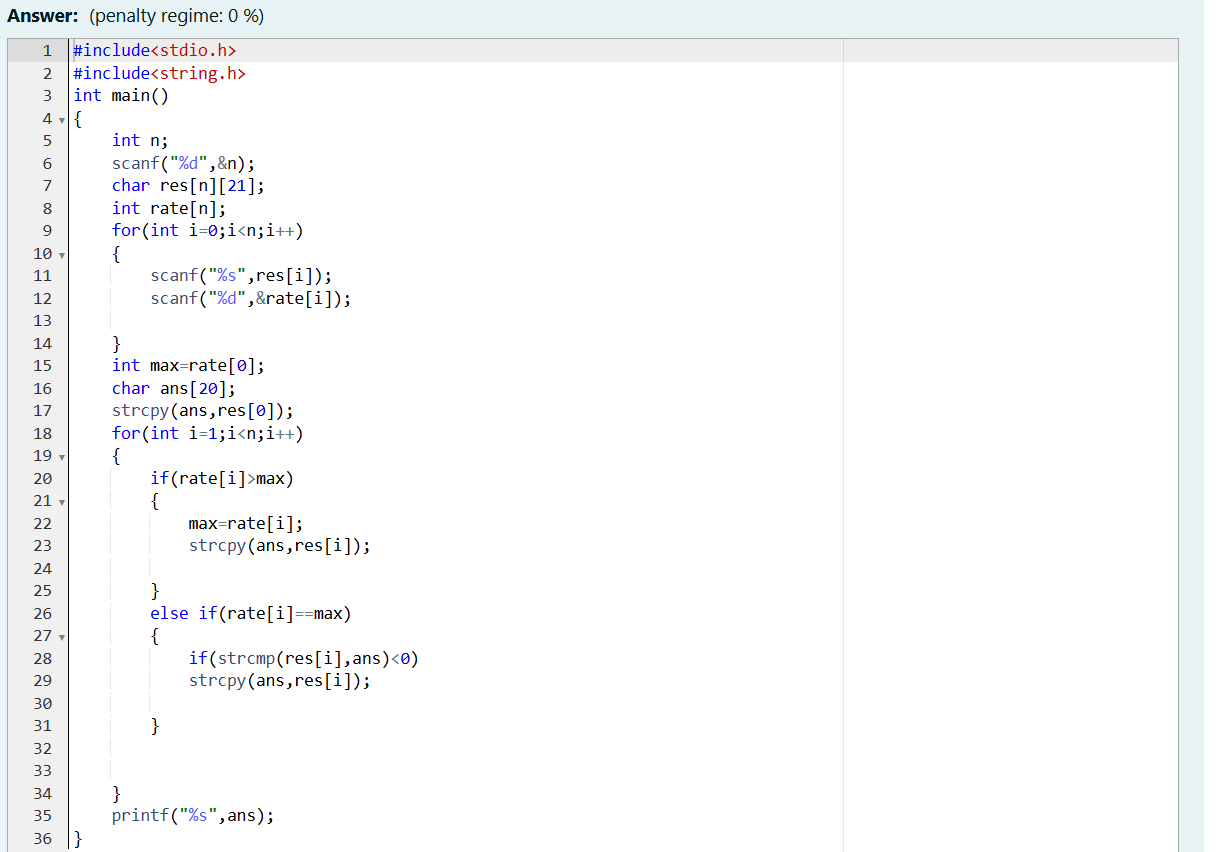 Answer: (penalty regime: 0 %)
1 #include<stdio.h>
2 #include<string.h>
3 int main()
4 {
5     int n;
6     scanf("%d",&n);
7     char res[n][21];
8     int rate[n];
9     for(int i=0;i<n;i++)
10     {
11         scanf("%s",res[i]);
12         scanf("%d",&rate[i]);
13
14     }
15     int max=rate[0];
16     char ans[20];
17     strcpy(ans,res[0]);
18     for(int i=1;i<n;i++)
19     {
20         if(rate[i]>max)
21         {
22             max=rate[i];
23             strcpy(ans,res[i]);
24
25         }
26         else if(rate[i]==max)
27         {
28             if(strcmp(res[i],ans)<0)
29             strcpy(ans,res[i]);
30
31         }
32
33
34     }
35     printf("%s",ans);
36 }